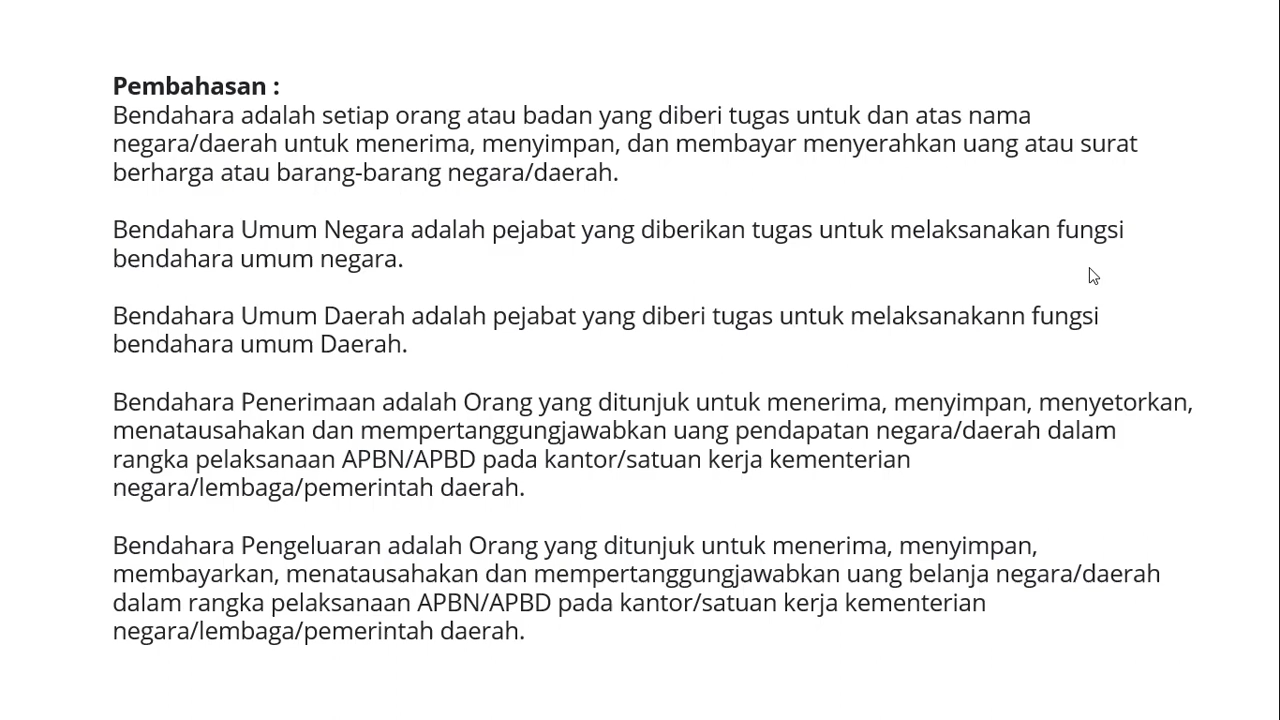 Pembahasan :
Bendahara adalah setiap orang atau badan yang diberi tugas untuk dan atas nama
negara/daerah untuk menerima, menyimpan, dan membayar menyerahkan uang atau surat
berharga atau barang-barang negara/daerah.
Bendahara Umum Negara adalah pejabat yang diberikan tugas untuk melaksanakan fungsi
bendahara umum negara.
Bendahara Umum Daerah adalah pejabat yang diberi tugas untuk melaksanakann fungsi
bendahara umum Daerah.
Bendahara Penerimaan adalah Orang yang ditunjuk untuk menerima, menyimpan, menyetorkan,
menatausahakan dan mempertanggungjawabkan uang pendapatan negara/daerah dalam
rangka pelaksanaan APBN/APBD pada kantor/satuan kerja kementerian
negara/lembaga/pemerintah daerah.
Bendahara Pengeluaran adalah Orang yang ditunjuk untuk menerima, menyimpan,
membayarkan, menatausahakan dan mempertanggungjawabkan uang belanja negara/daerah
dalam rangka pelaksanaan APBN/APBD pada kantor/satuan kerja kementerian
negara/lembaga/pemerintah daerah.